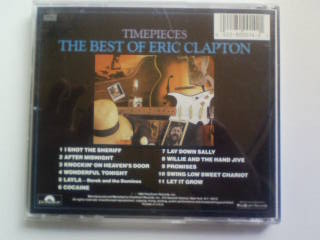 TIMEPIECES
THE BEST OF ERIC CLAPTON
1 I SHOT THE SHERIFF
2 AFTER MIDNIGHT
3 KNOCKIN' ON HEAVEN'S DOOR
4 WONDERFUL TONIGHT
5 LAYLA - Derek and the Dominos
6 COCAINE
7 LAY DOWN SALLY
8 WILLIE AND THE HAND JIVE
9 PROMISES
10 SWING LOW SWEET CHARIOT
11 LET IT GROW